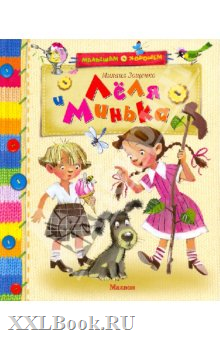 МАЛЫШАМ О ХОРОШЕМ
Михаил Зощенко
Лёля
и Минька
Махаон
XXLBook.RU